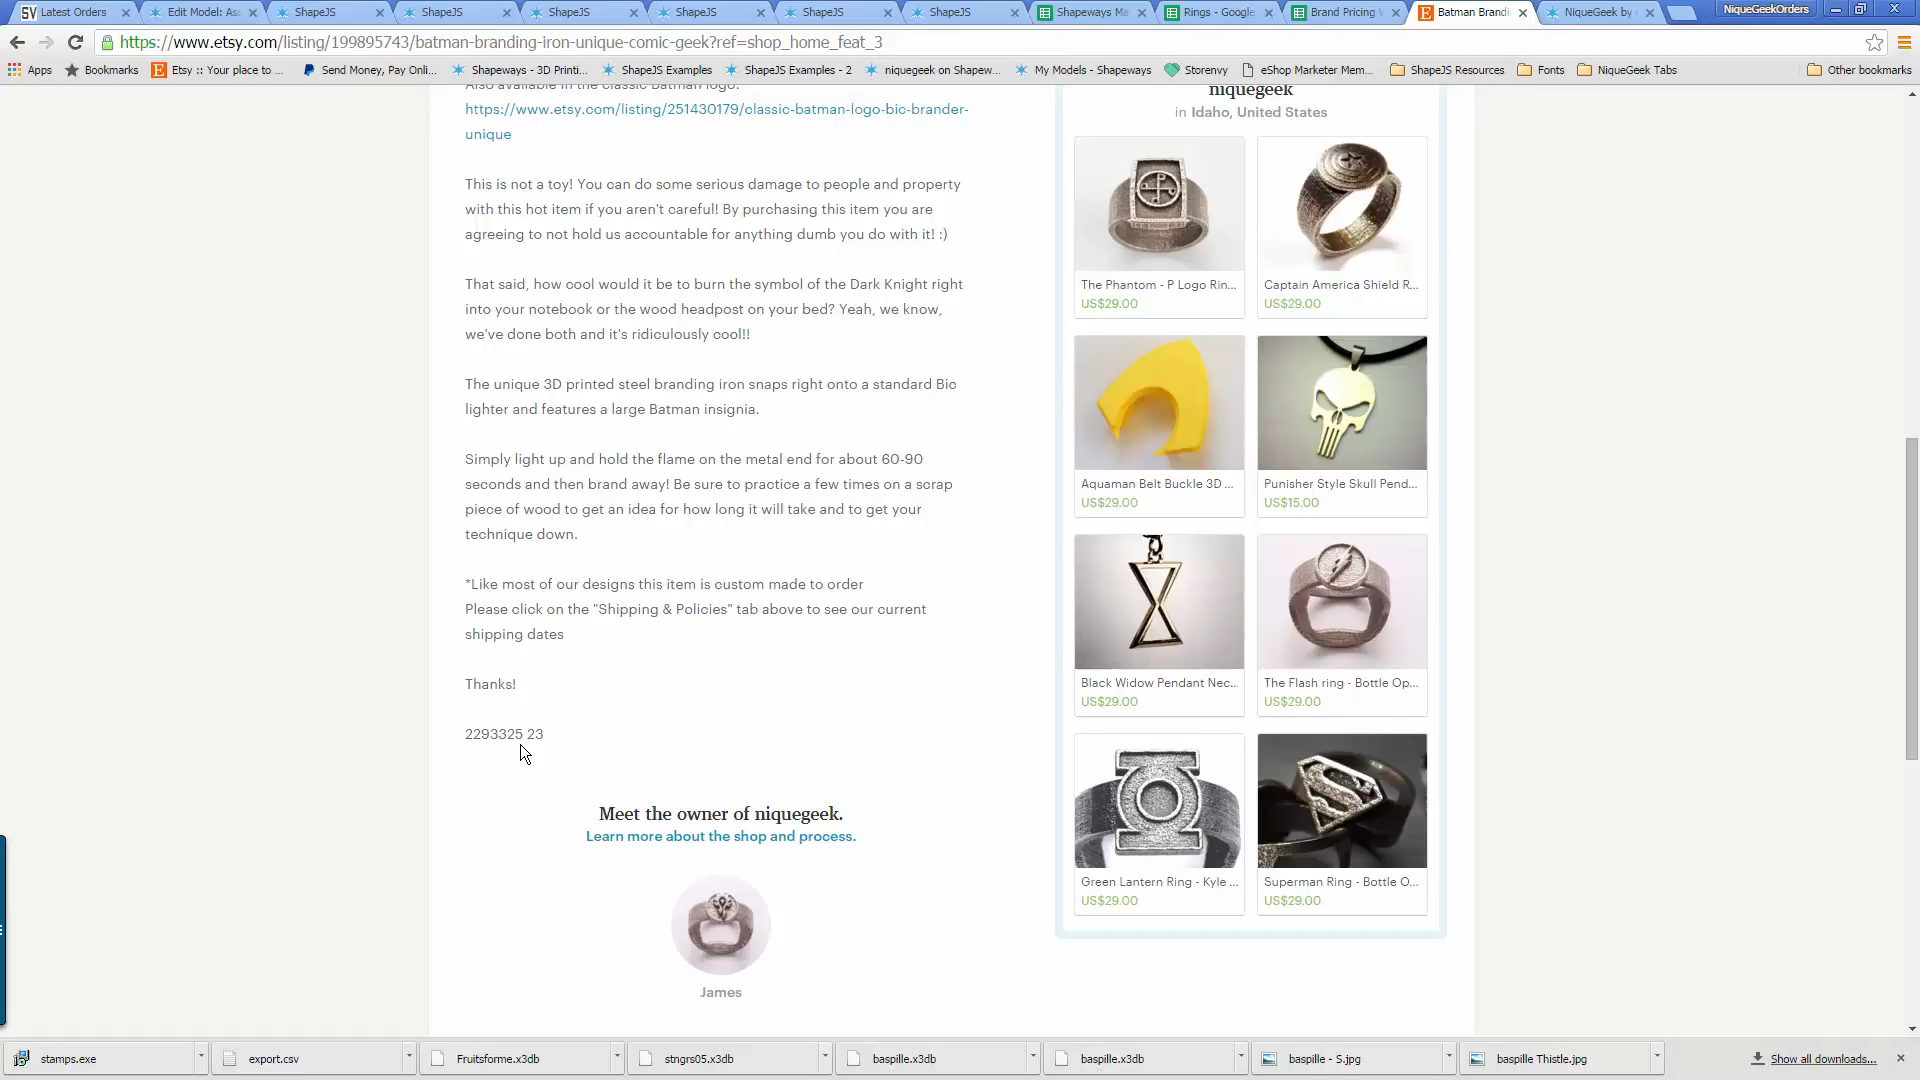 Latest Orders
Edit Model: As
ShapeJS
ShapeJS
ShapeJS
ShapeJS
ShapeJS
ShapeJS
Shapeways Ma
Rings - Google
Brand Pricing
Batman Brandi
NiqueGeek by
NiqueGeekOrders
https://www.etsy.com/listing/199895743/batman-branding-iron-unique-comic-geek?ref=shop_home_feat_3
Apps
Bookmarks
Etsy :: Your place to ...
Send Money, Pay Onli...
Shapeways - 3D Printi...
ShapeJS Examples
ShapeJS Examples - 2
niquegeek on Shapew...
My Models - Shapeways
Storenvy
eShop Marketer Mem...
ShapeJS Resources
Fonts
NiqueGeek Tabs
Other bookmarks
Also available in the classic Batman logo:
https://www.etsy.com/listing/251430179/classic-batman-logo-bic-brander-
unique
This is not a toy! You can do some serious damage to people and property
with this hot item if you aren't careful! By purchasing this item you are
agreeing to not hold us accountable for anything dumb you do with it! :)
That said, how cool would it be to burn the symbol of the Dark Knight right
into your notebook or the wood headpost on your bed? Yeah, we know,
we've done both and it's ridiculously cool!!
The unique 3D printed steel branding iron snaps right onto a standard Bic
lighter and features a large Batman insignia.
Simply light up and hold the flame on the metal end for about 60-90
seconds and then brand away! Be sure to practice a few times on a scrap
piece of wood to get an idea for how long it will take and to get your
technique down.
*Like most of our designs this item is custom made to order
Please click on the "Shipping & Policies" tab above to see our current
shipping dates
Thanks!
2293325 23
Meet the owner of niquegeek.
Learn more about the shop and process.
James
niquegeek
in Idaho, United States
The Phantom - P Logo Rin...
US$29.00
Captain America Shield R...
US$29.00
Aquaman Belt Buckle 3D ...
US$29.00
Punisher Style Skull Pend...
US$15.00
Black Widow Pendant Nec...
US$29.00
The Flash ring - Bottle Op...
US$29.00
Green Lantern Ring - Kyle ...
US$29.00
Superman Ring - Bottle O...
US$29.00
stamps.exe
export.csv
Fruitsforme.x3db
stngrs05.x3db
baspille.x3db
baspille.x3db
baspille - S.jpg
baspille Thistle.jpg
Show all downloads...